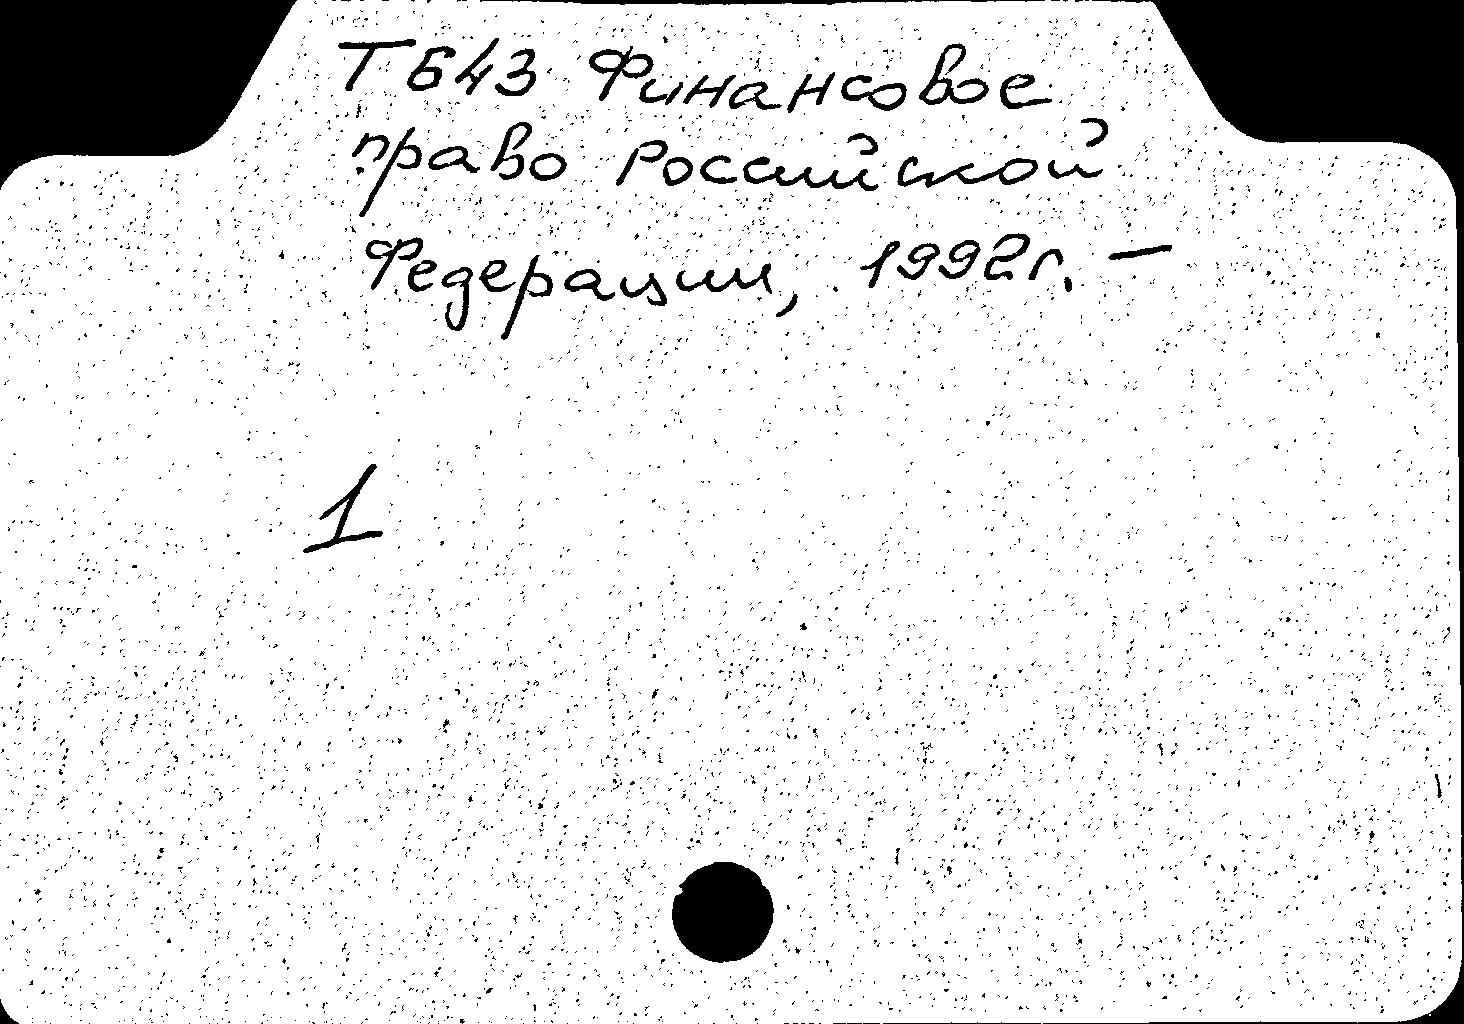 Т643 Финансовое
право Российской
Федерации, 1992г. —
1